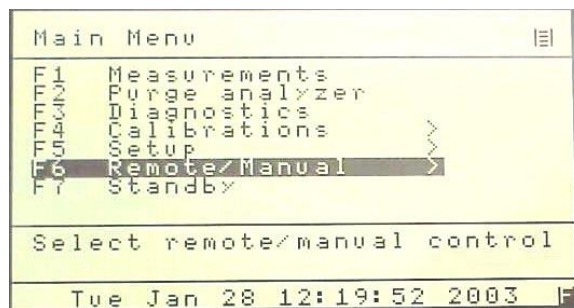 Main Menu
F1 Measurements
F2 Purge analyzer
F3 Diagnostics
F4 Calibrations >
F5 Setup >
F6 Remote/Manual >
F7 Standby
Select remote/manual control
Tue Jan 28 12:19:52 2003